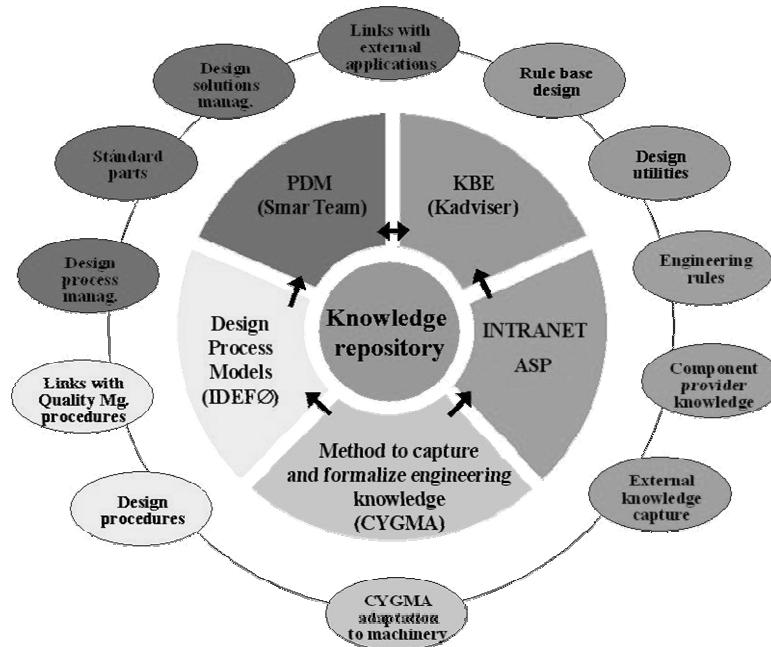 Links with
external
applications
Rule base
design
Design
utilities
Engineering
rules
Component
provider
knowledge
External
knowledge
capture
CYGMA
adaptation
to machinery
Design
procedures
Links with
Quality Mg.
procedures
Design
process
manag.
Stándard
parts
Design
solutions
manag.
PDM
(Smar Team)
KBE
(Kadviser)
INTRANET
ASP
Method to capture
and formalize engineering
knowledge
(CYGMA)
Design
Process
Models
(IDEF∅)
Knowledge
repository